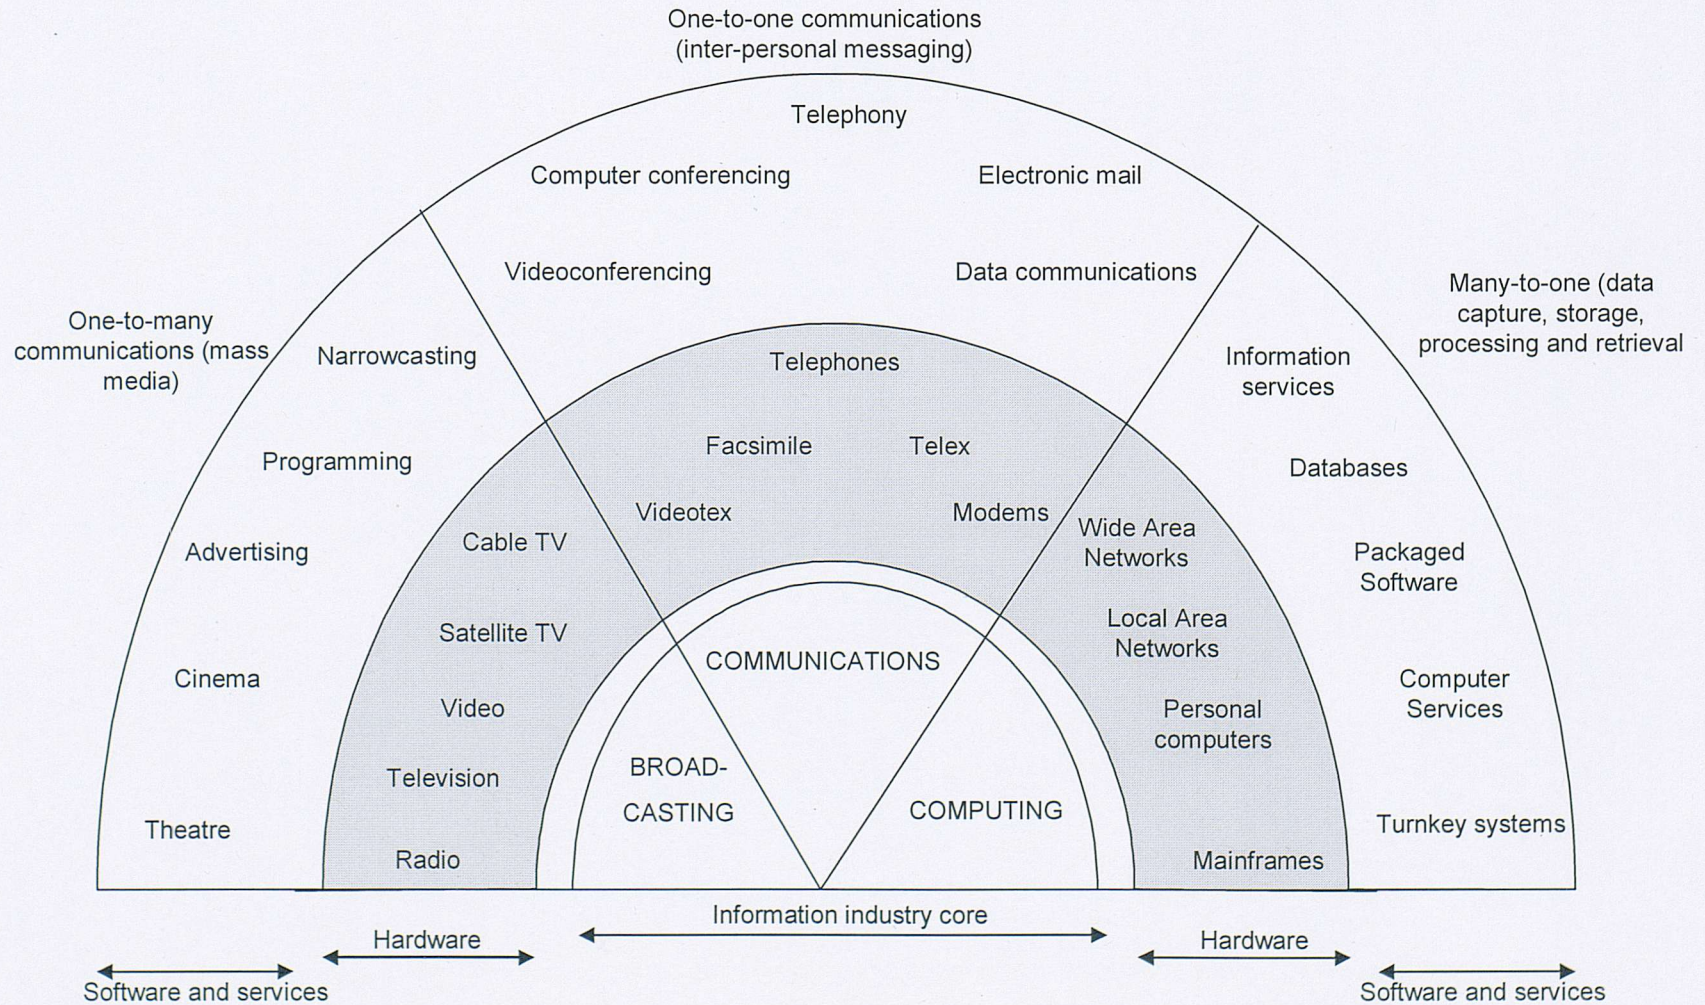 One-to-one communications
(inter-personal messaging)
Telephony
Computer conferencing
Electronic mail
Videoconferencing
Data communications
One-to-many
communications (mass
media)
Many-to-one (data
capture, storage,
processing and retrieval
Narrowcasting
Programming
Advertising
Cinema
Theatre
Telephones
Facsimile
Telex
Videotex
Modems
Cable TV
Satellite TV
Video
Television
Radio
Wide Area
Networks
Local Area
Networks
Personal
computers
Mainframes
Information
services
Databases
Packaged
Software
Computer
Services
Turnkey systems
COMMUNICATIONS
BROAD-
CASTING
COMPUTING
Information industry core
Hardware
Hardware
Software and services
Software and services